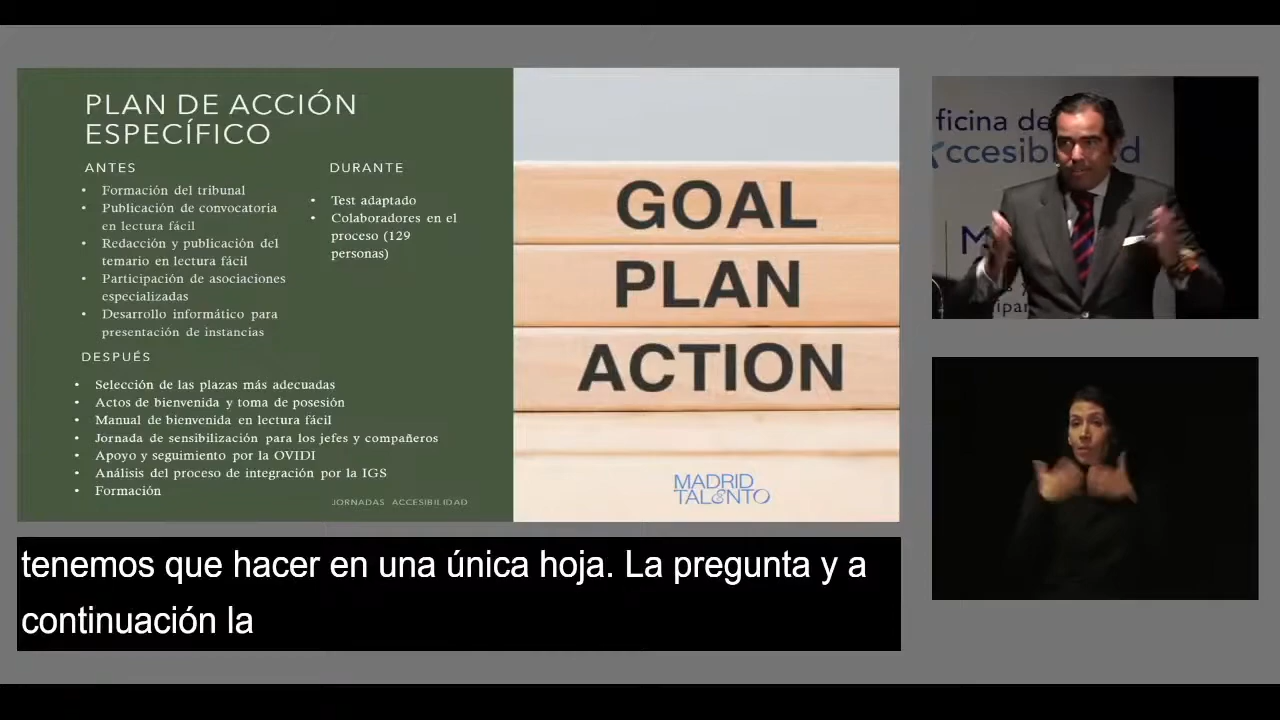 PLAN DE ACCIÓN
ESPECÍFICO
ANTES
• Formación del tribunal
• Publicación de convocatoria
en lectura fácil
• Redacción y publicación del
temario en lectura fácil
• Participación de asociaciones
especializadas
• Desarrollo informático para
presentación de instancias
DURANTE
• Test adaptado
• Colaboradores en el
proceso (129
personas)
DESPUÉS
• Selección de las plazas más adecuadas
• Actos de bienvenida y toma de posesión
• Manual de bienvenida en lectura fácil
• Jornada de sensibilización para los jefes y compañeros
• Apoyo y seguimiento por la OVIDI
• Análisis del proceso de integración por la IGS
• Formación
JORNADAS ACCESIBILIDAD
GOAL
PLAN
ACTION
MADRID
TALENTO
ficina de
ccesib d
M
ipar
tenemos que hacer en una única hoja. La pregunta y a
continuación la